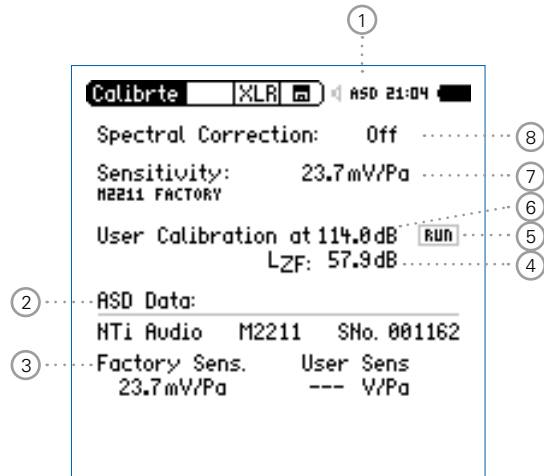 1
Calibrte XLR ASD 21:04
Spectral Correction: Off 8
Sensitivity: 23.7mV/Pa 7
M2211 FACTORY
6
User Calibration at 114.0dB RUN 5
LZF: 57.9dB 4
2 ASD Data:
NTi Audio M2211 SNo. 001162
3 Factory Sens. User Sens
23.7mV/Pa --- V/Pa